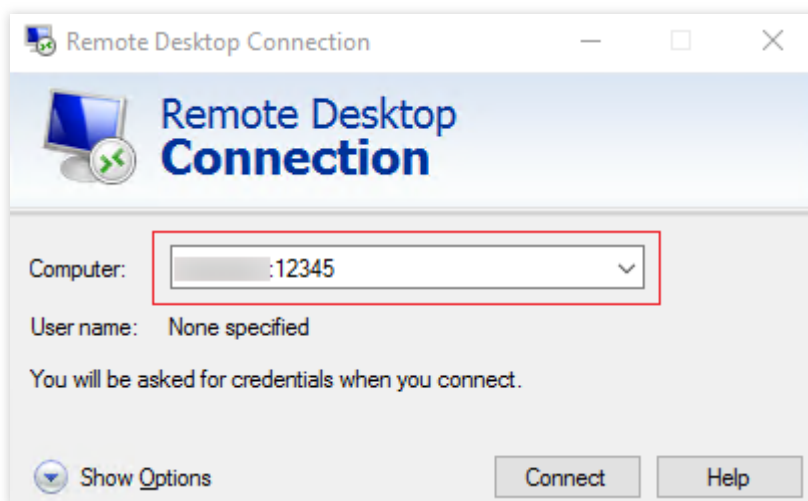 Remote Desktop Connection
Remote Desktop
Connection
Computer: :12345
User name: None specified
You will be asked for credentials when you connect.
Show Options Connect Help